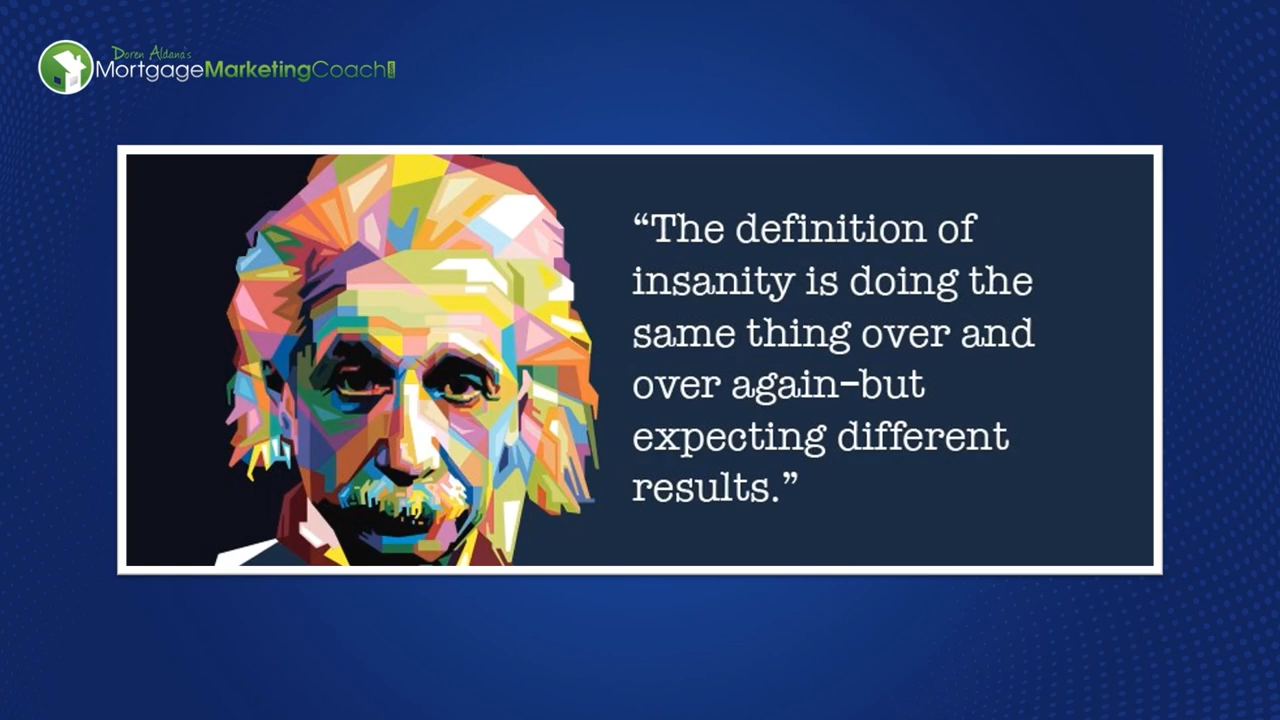 Doren Aldana's
MortgageMarketingCoach
“The definition of
insanity is doing the
same thing over and
over again–but
expecting different
results.”